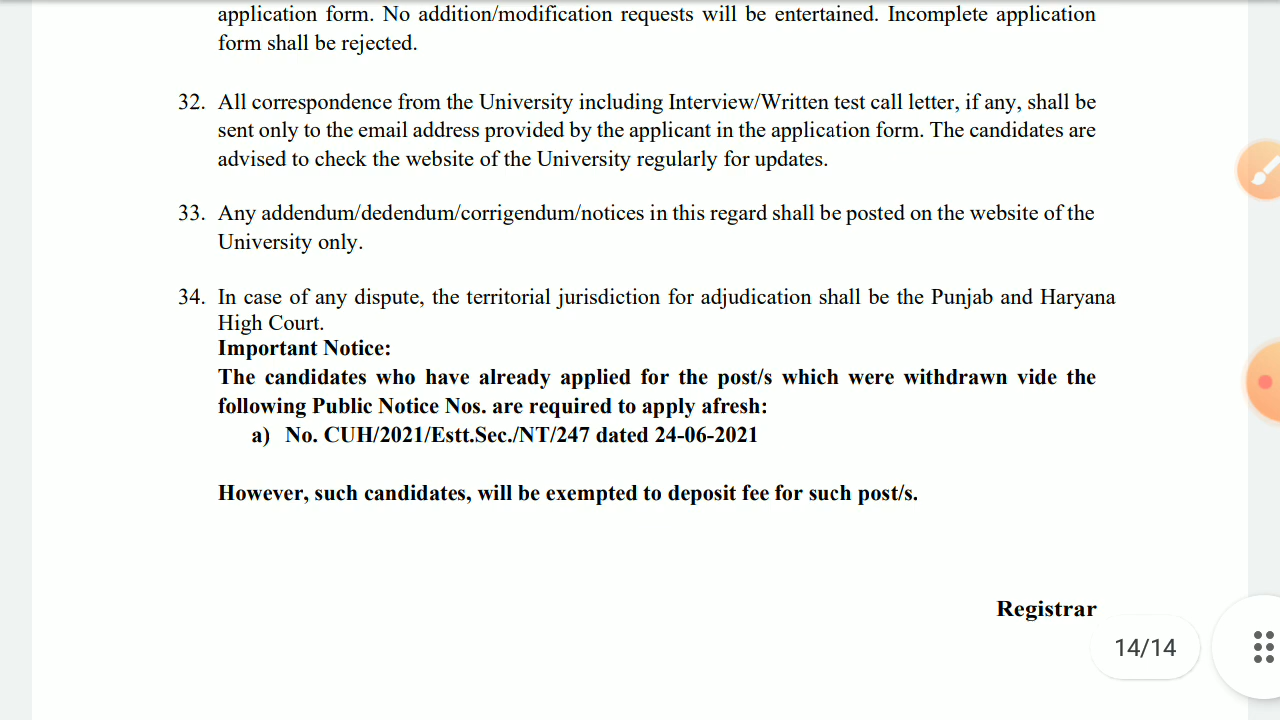 application form. No addition/modification requests will be entertained. Incomplete application
form shall be rejected.
32. All correspondence from the University including Interview/Written test call letter, if any, shall be
sent only to the email address provided by the applicant in the application form. The candidates are
advised to check the website of the University regularly for updates.
33. Any addendum/dedendum/corrigendum/notices in this regard shall be posted on the website of the
University only.
34. In case of any dispute, the territorial jurisdiction for adjudication shall be the Punjab and Haryana
High Court.
Important Notice:
The candidates who have already applied for the post/s which were withdrawn vide the
following Public Notice Nos. are required to apply afresh:
a) No. CUH/2021/Estt.Sec./NT/247 dated 24-06-2021
However, such candidates, will be exempted to deposit fee for such post/s.
Registrar
14/14